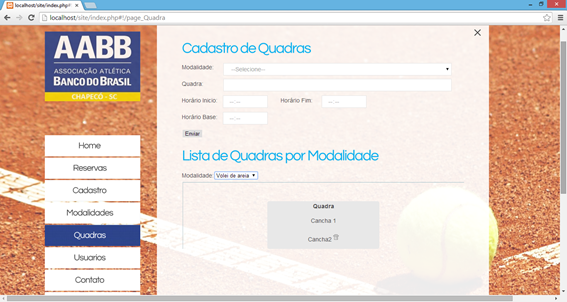 localhost/site/index.php#!
localhost/site/index.php#!/page_Quadra
AABB
ASSOCIAÇÃO ATLÉTICA
BANCO DO BRASIL
CHAPECÓ - SC
Home
Reservas
Cadastro
Modalidades
Quadras
Usuarios
Contato
Cadastro de Quadras
Modalidade: ---Selecione---
Quadra:
Horário Inicio: --:-- Horário Fim: --:--
Horário Base: --:--
Enviar
Lista de Quadras por Modalidade
Modalidade: Volei de areia
Quadra
Cancha 1
Cancha2